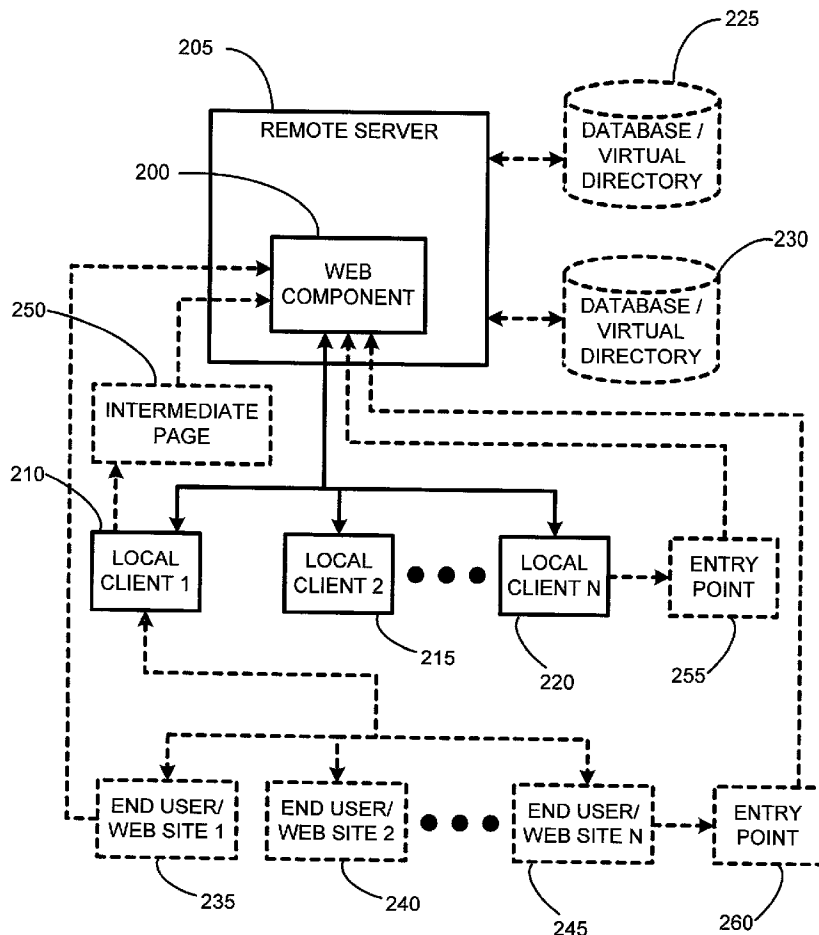 205
225
REMOTE SERVER
DATABASE /
VIRTUAL
DIRECTORY
200
WEB
COMPONENT
230
DATABASE /
VIRTUAL
DIRECTORY
250
INTERMEDIATE
PAGE
210
LOCAL
CLIENT 1
LOCAL
CLIENT 2
LOCAL
CLIENT N
ENTRY
POINT
215
220
255
END USER/
WEB SITE 1
END USER/
WEB SITE 2
END USER/
WEB SITE N
ENTRY
POINT
235
240
245
260